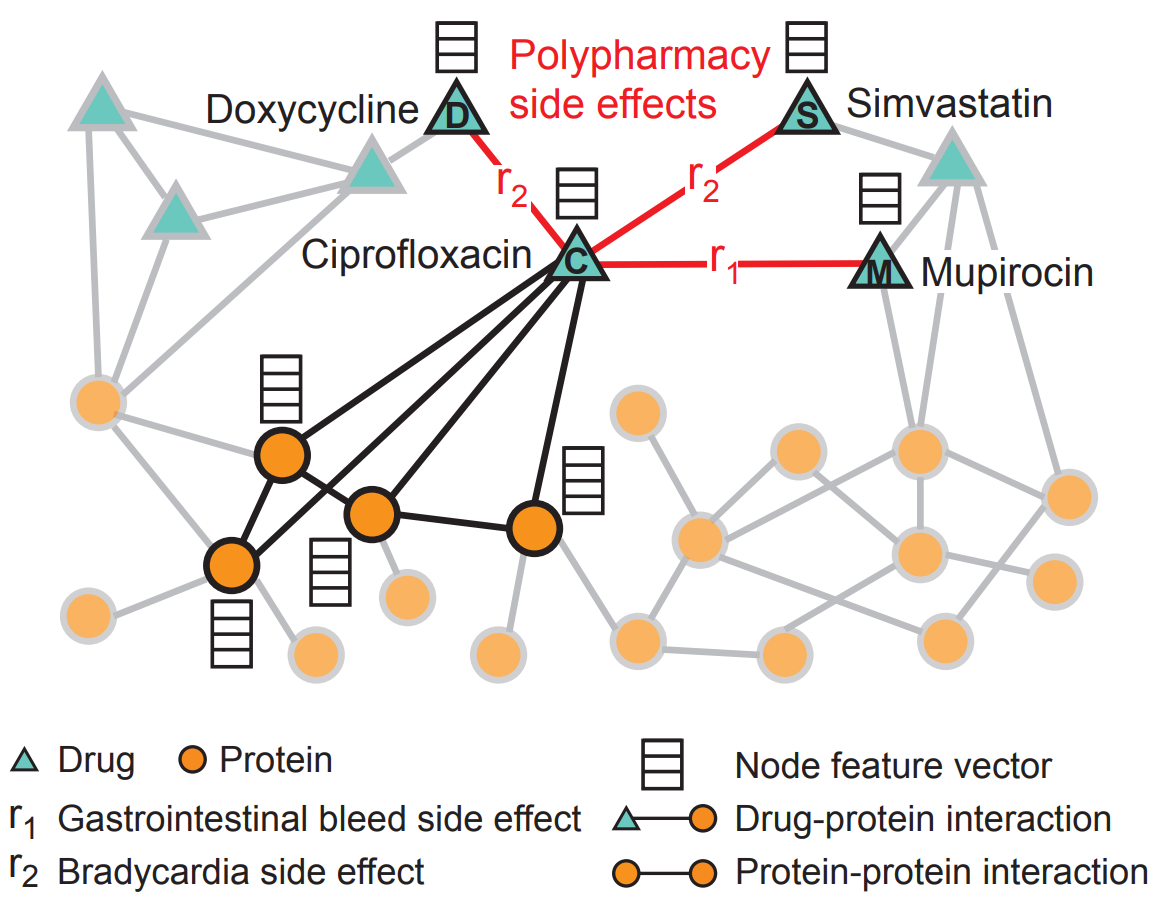 Polypharmacy
side effects
Doxycycline
D
S
Simvastatin
r2
r2
Ciprofloxacin
C
r1
M
Mupirocin
Drug
Protein
Node feature vector
r1 Gastrointestinal bleed side effect
Drug-protein interaction
r2 Bradycardia side effect
Protein-protein interaction